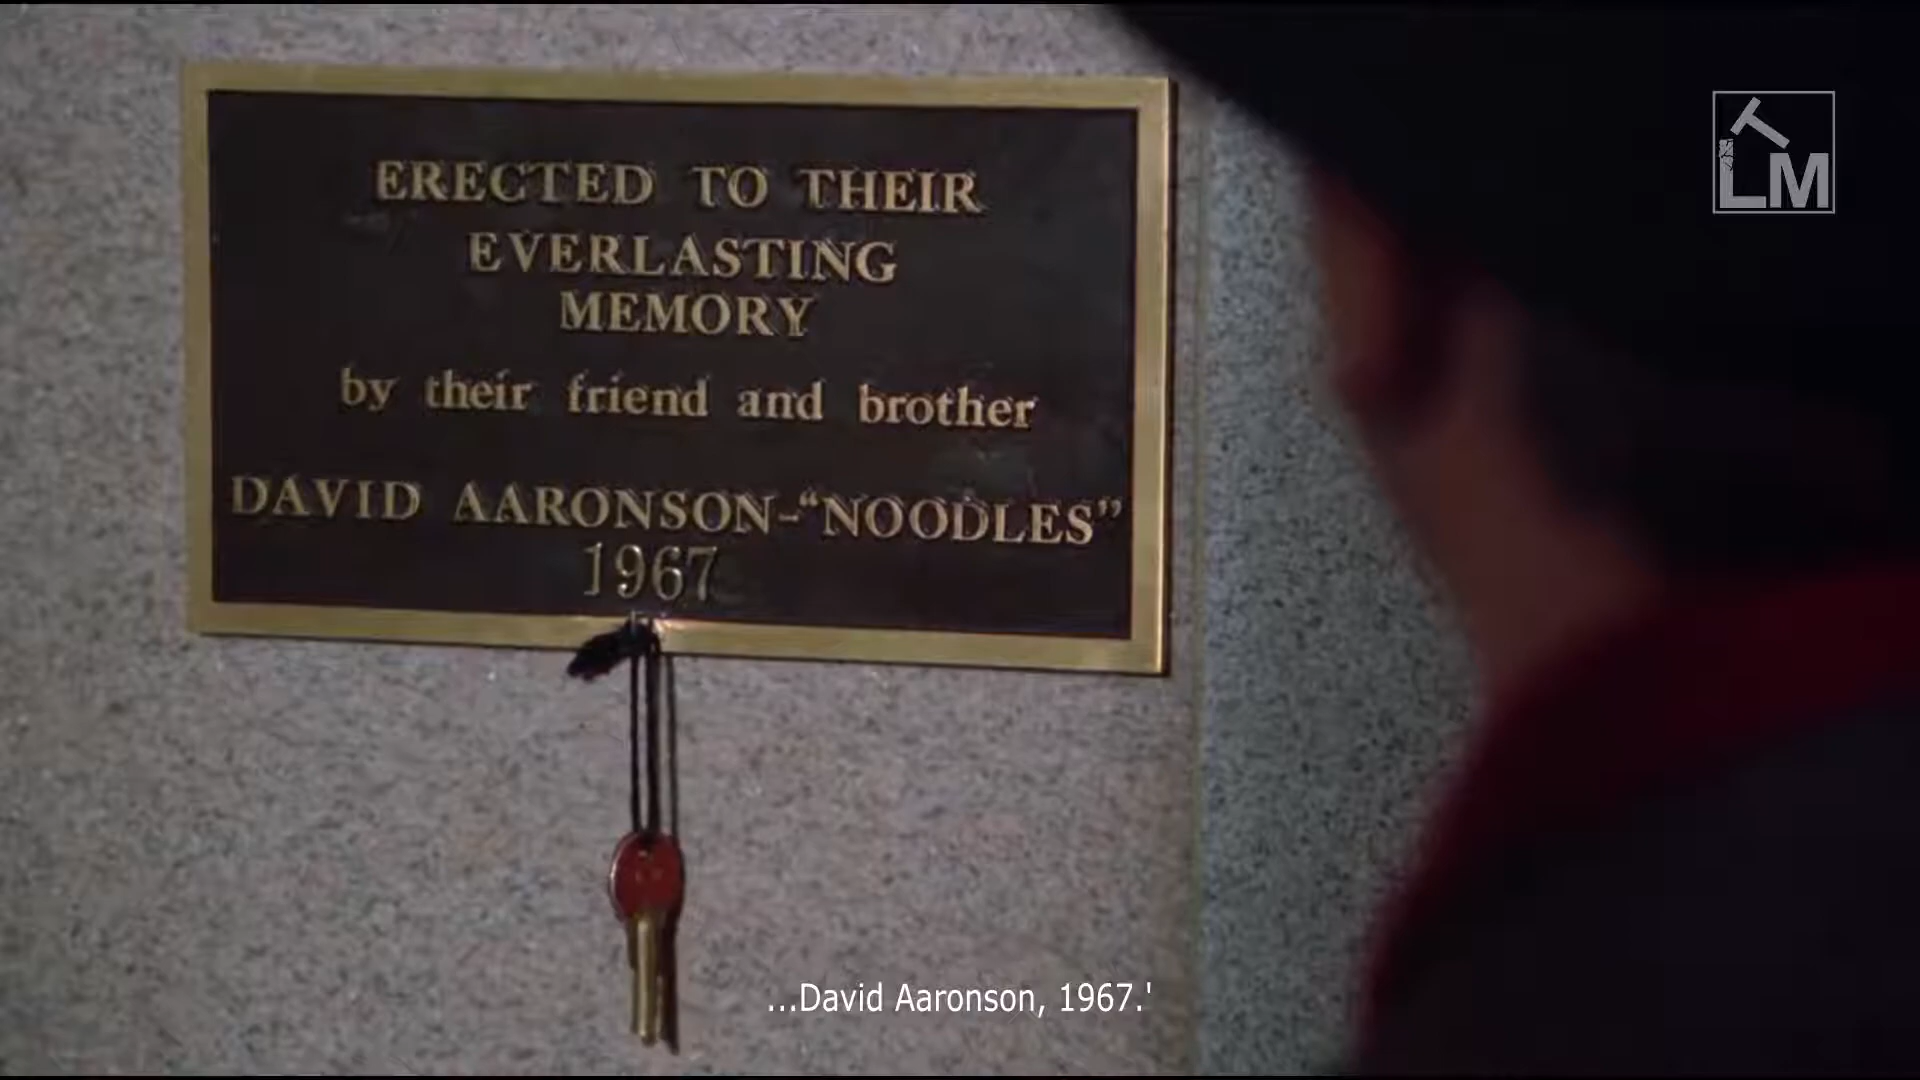 ERECTED TO THEIR
EVERLASTING
MEMORY
by their friend and brother
DAVID AARONSON-“NOODLES”
1967
LM
...David Aaronson, 1967.'